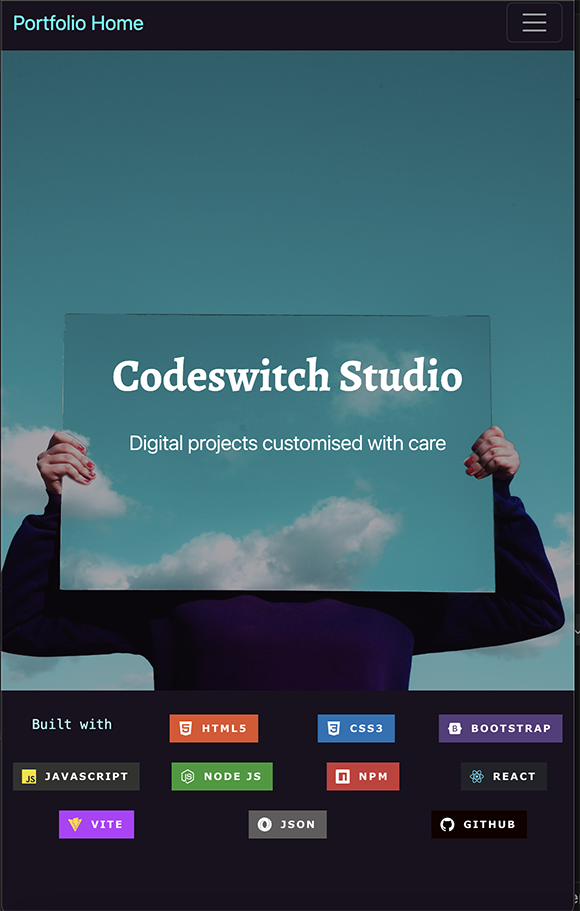 Portfolio Home
Codeswitch Studio
Digital projects customised with care
Built with
HTML5
CSS3
BOOTSTRAP
JS JAVASCRIPT
NODE JS
NPM
REACT
VITE
JSON
GITHUB